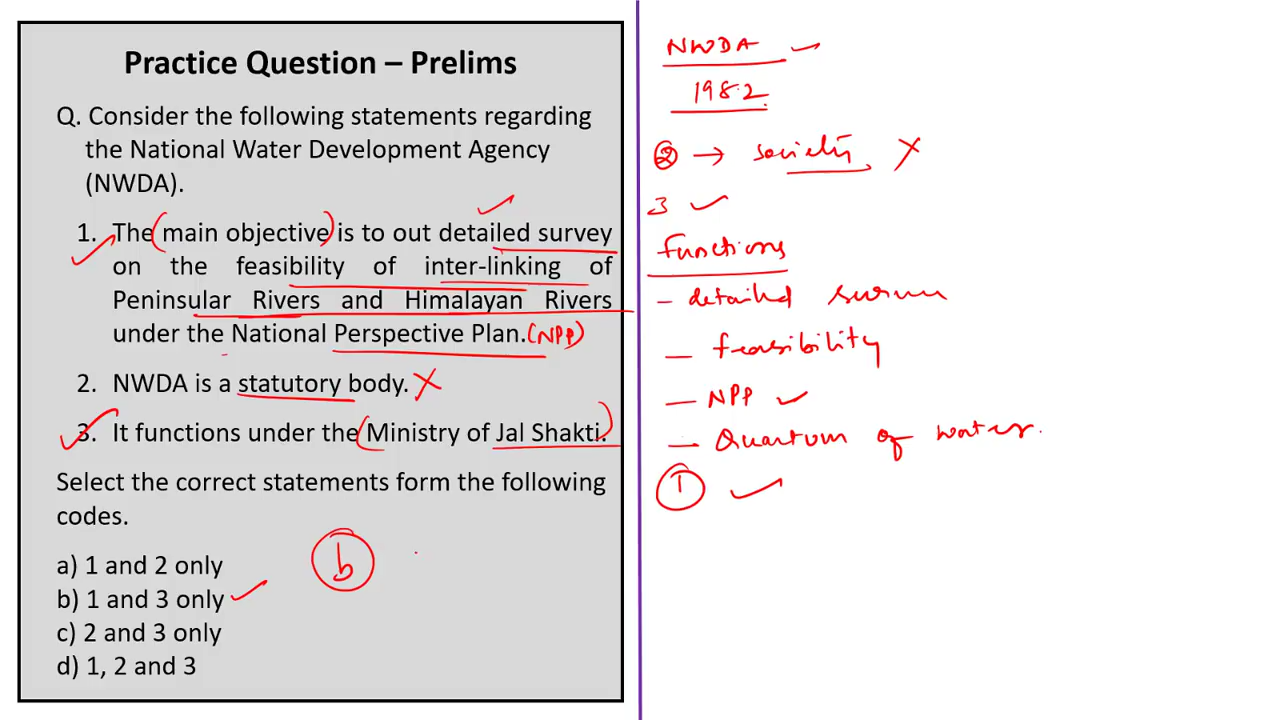 Practice Question – Prelims
Q. Consider the following statements regarding
the National Water Development Agency
(NWDA).
1. The (main objective) is to out detailed survey
on the feasibility of inter-linking of
Peninsular Rivers and Himalayan Rivers
under the National Perspective Plan. (NPP)
2. NWDA is a statutory body. X
3. It functions under the (Ministry of Jal Shakti.)
Select the correct statements form the following
codes.
a) 1 and 2 only
b) 1 and 3 only
c) 2 and 3 only
d) 1, 2 and 3
b
NWDA
1982
2 → society X
3
functions
- detailed
- feasibility
- NPP
- Quantum of water.
1